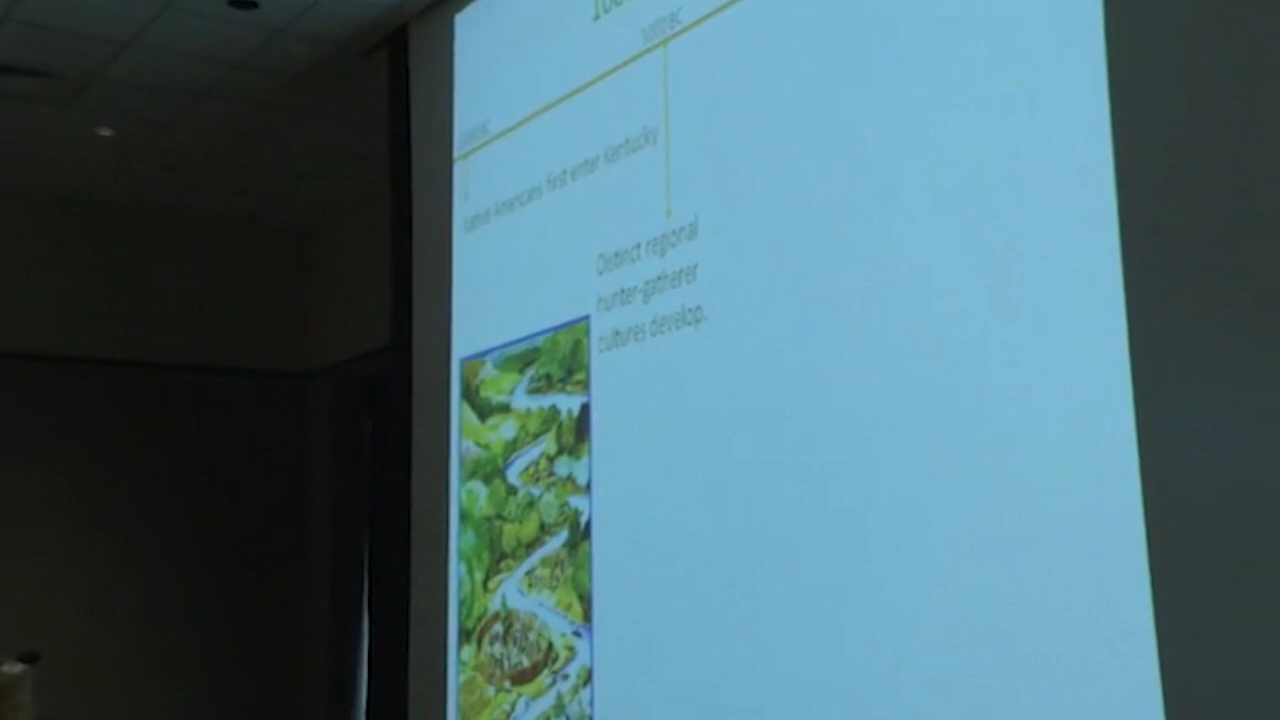 Native Americans first enter Kentucky
Distinct regional
hunter-gatherer
cultures develop.